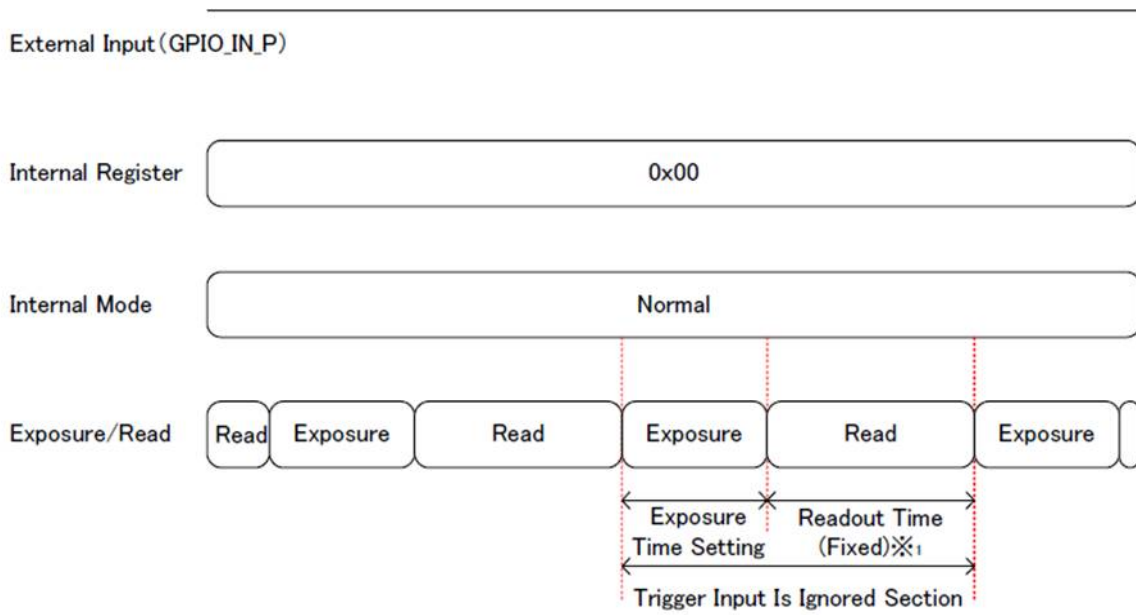 External Input(GPIO_IN_P)
Internal Register
0x00
Internal Mode
Normal
Exposure/Read
Read
Exposure
Read
Exposure
Read
Exposure
Exposure
Time Setting
Readout Time
(Fixed)※1
Trigger Input Is Ignored Section